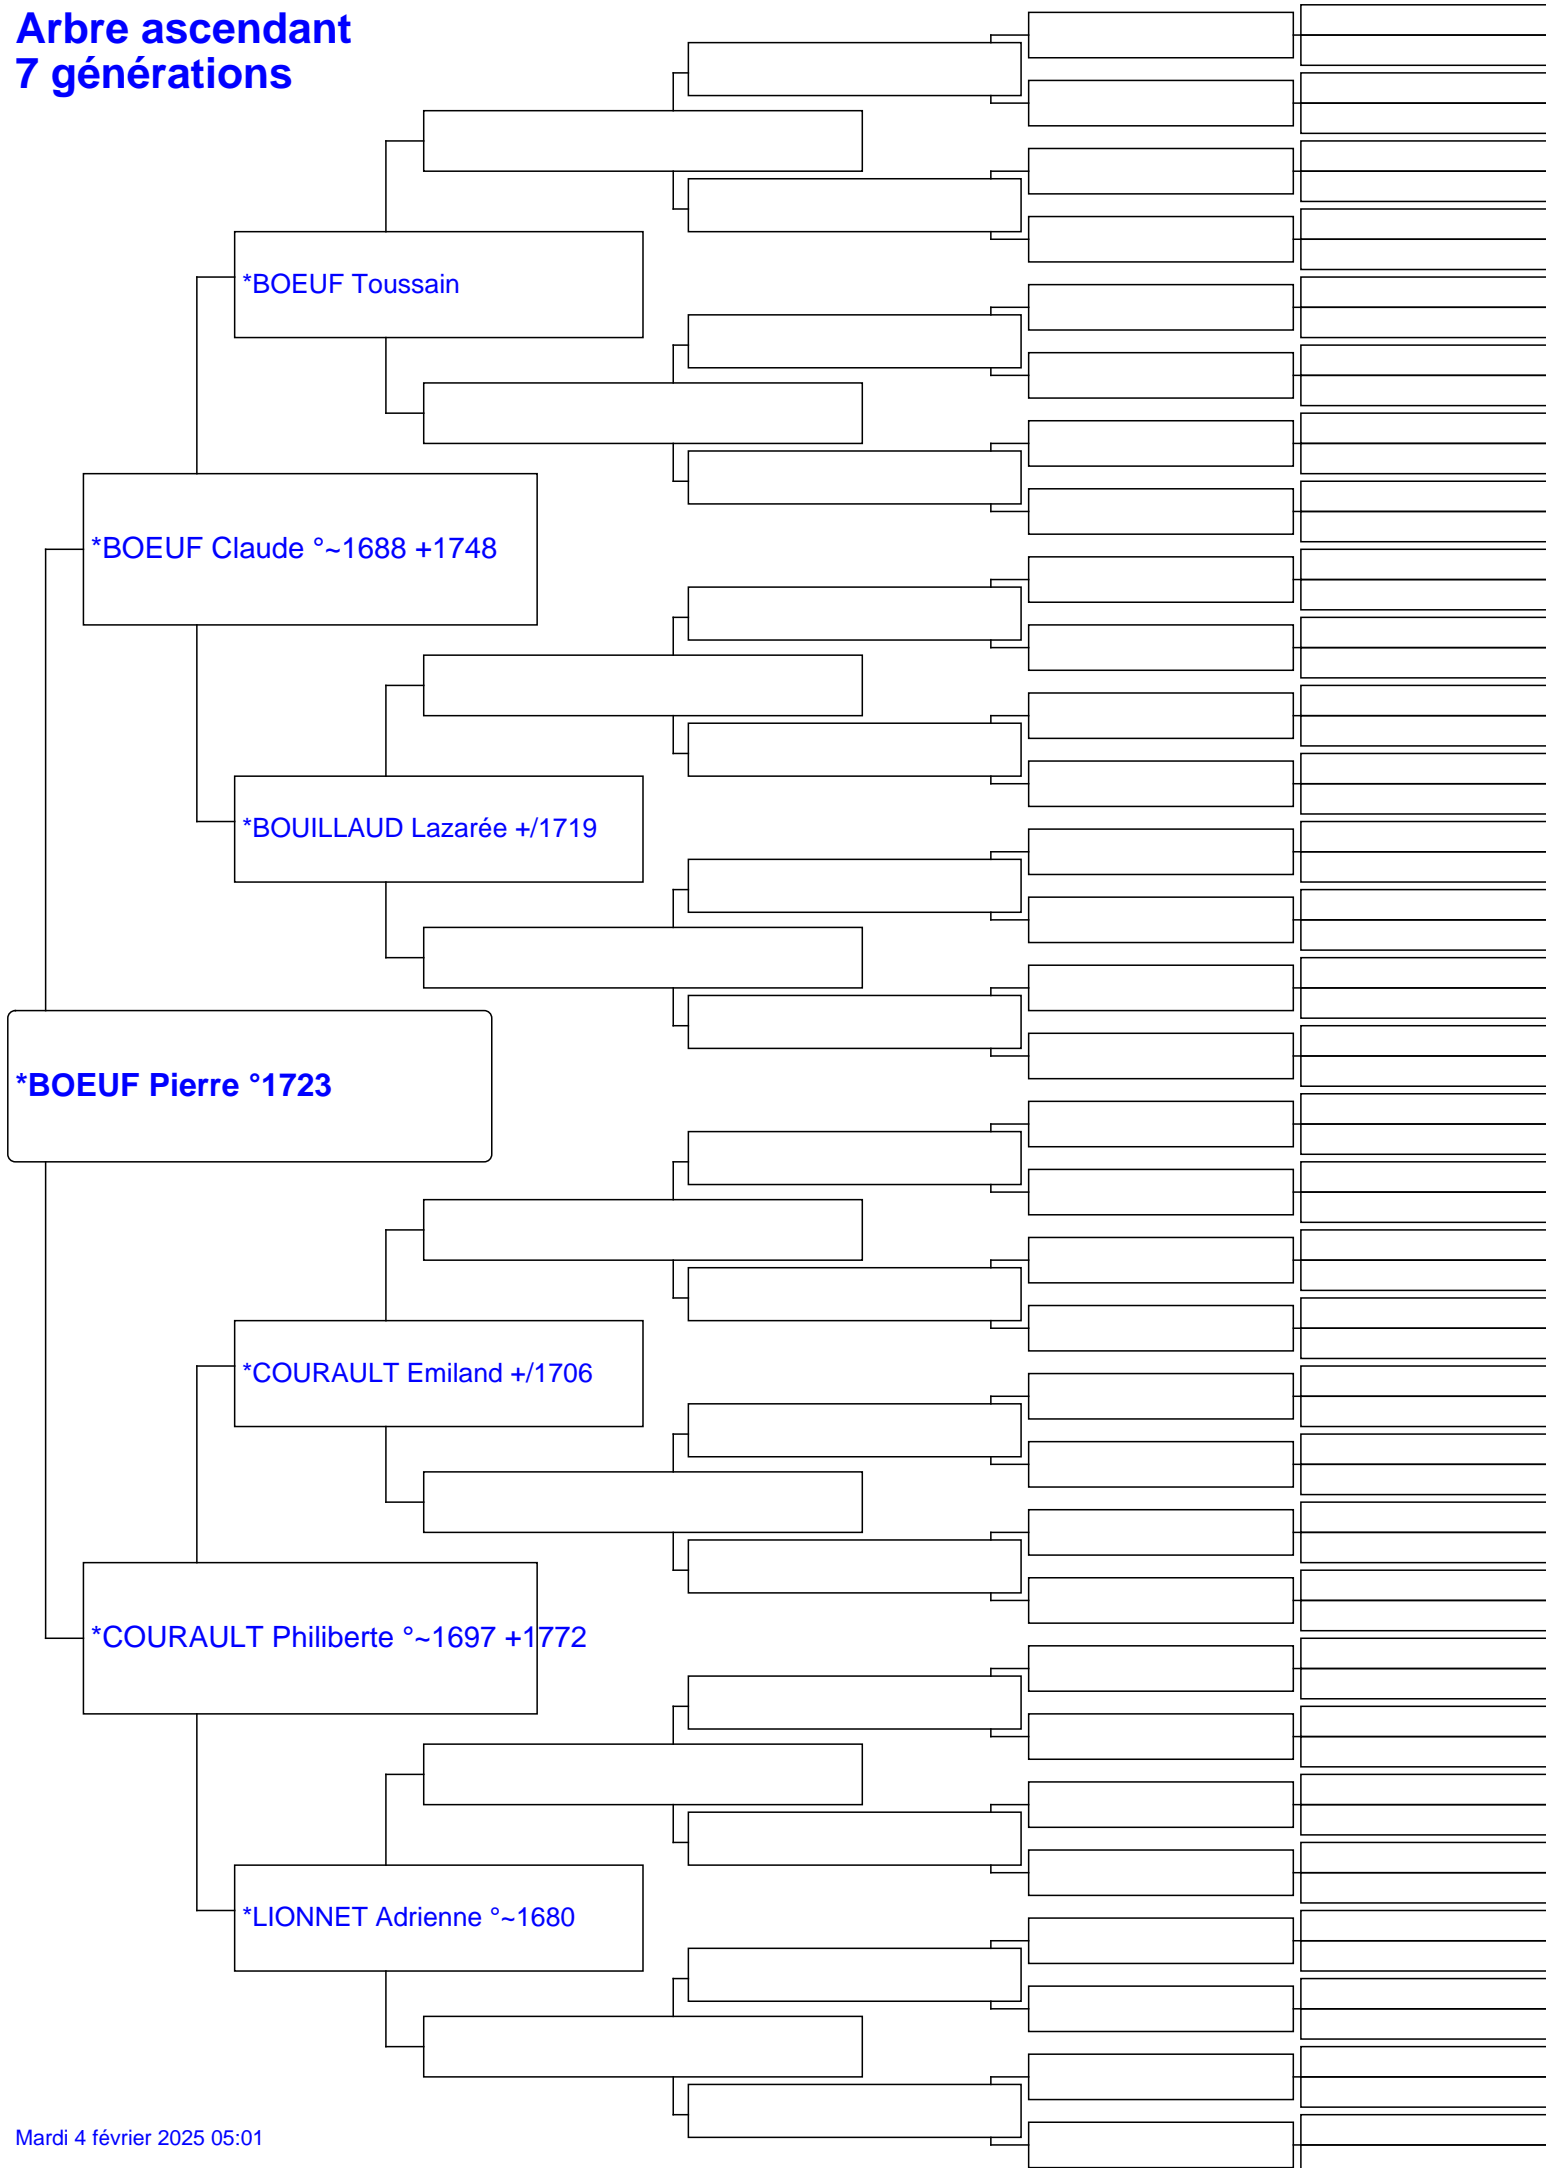 Arbre ascendant
7 générations
*BOEUF Toussain
*BOEUF Claude °~1688 +1748
*BOUILLAUD Lazarée +/1719
*BOEUF Pierre °1723
*COURAULT Emiland +/1706
*COURAULT Philiberte °~1697 +1772
*LIONNET Adrienne °~1680
Mardi 4 février 2025 05:01